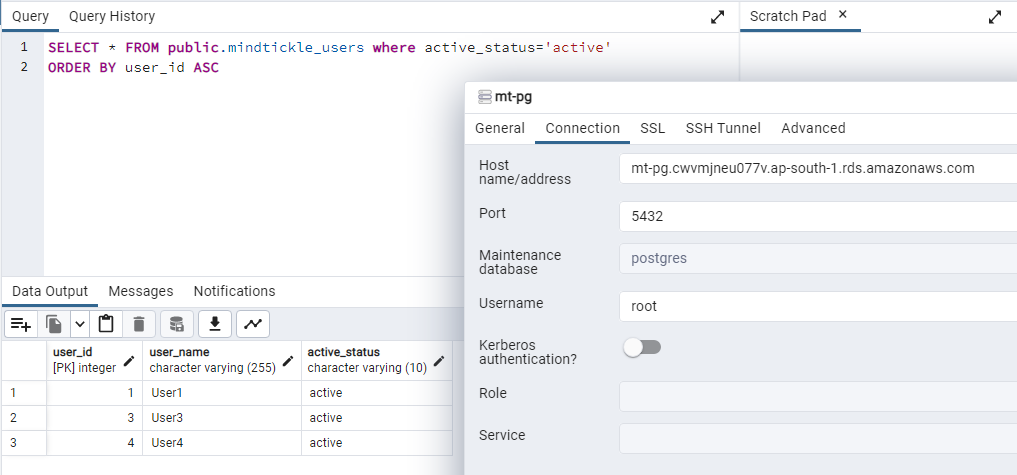 Query Query History Scratch Pad ×
1 SELECT * FROM public.mindtickle_users where active_status='active'
2 ORDER BY user_id ASC
mt-pg
General Connection SSL SSH Tunnel Advanced
Host name/address
mt-pg.cwvmjneu077v.ap-south-1.rds.amazonaws.com
Port
5432
Maintenance database
postgres
Username
root
Kerberos authentication?
Role
Service
Data Output Messages Notifications
user_id user_name active_status
[PK] integer character varying (255) character varying (10)
1 1 User1 active
2 3 User3 active
3 4 User4 active